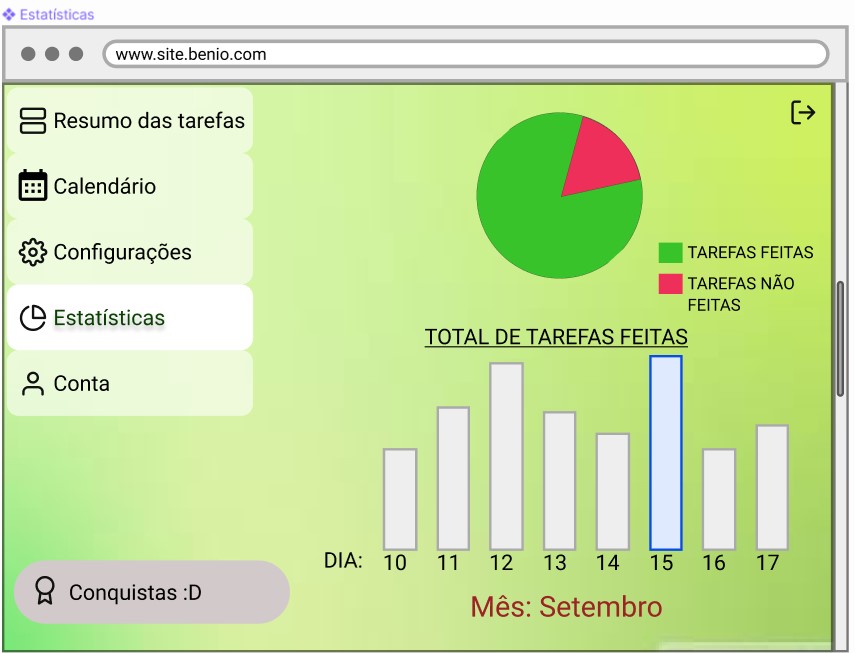 Estatísticas
www.site.benio.com
Resumo das tarefas
Calendário
Configurações
Estatísticas
Conta
Conquistas :D
TAREFAS FEITAS
TAREFAS NÃO
FEITAS
TOTAL DE TAREFAS FEITAS
DIA: 10 11 12 13 14 15 16 17
Mês: Setembro